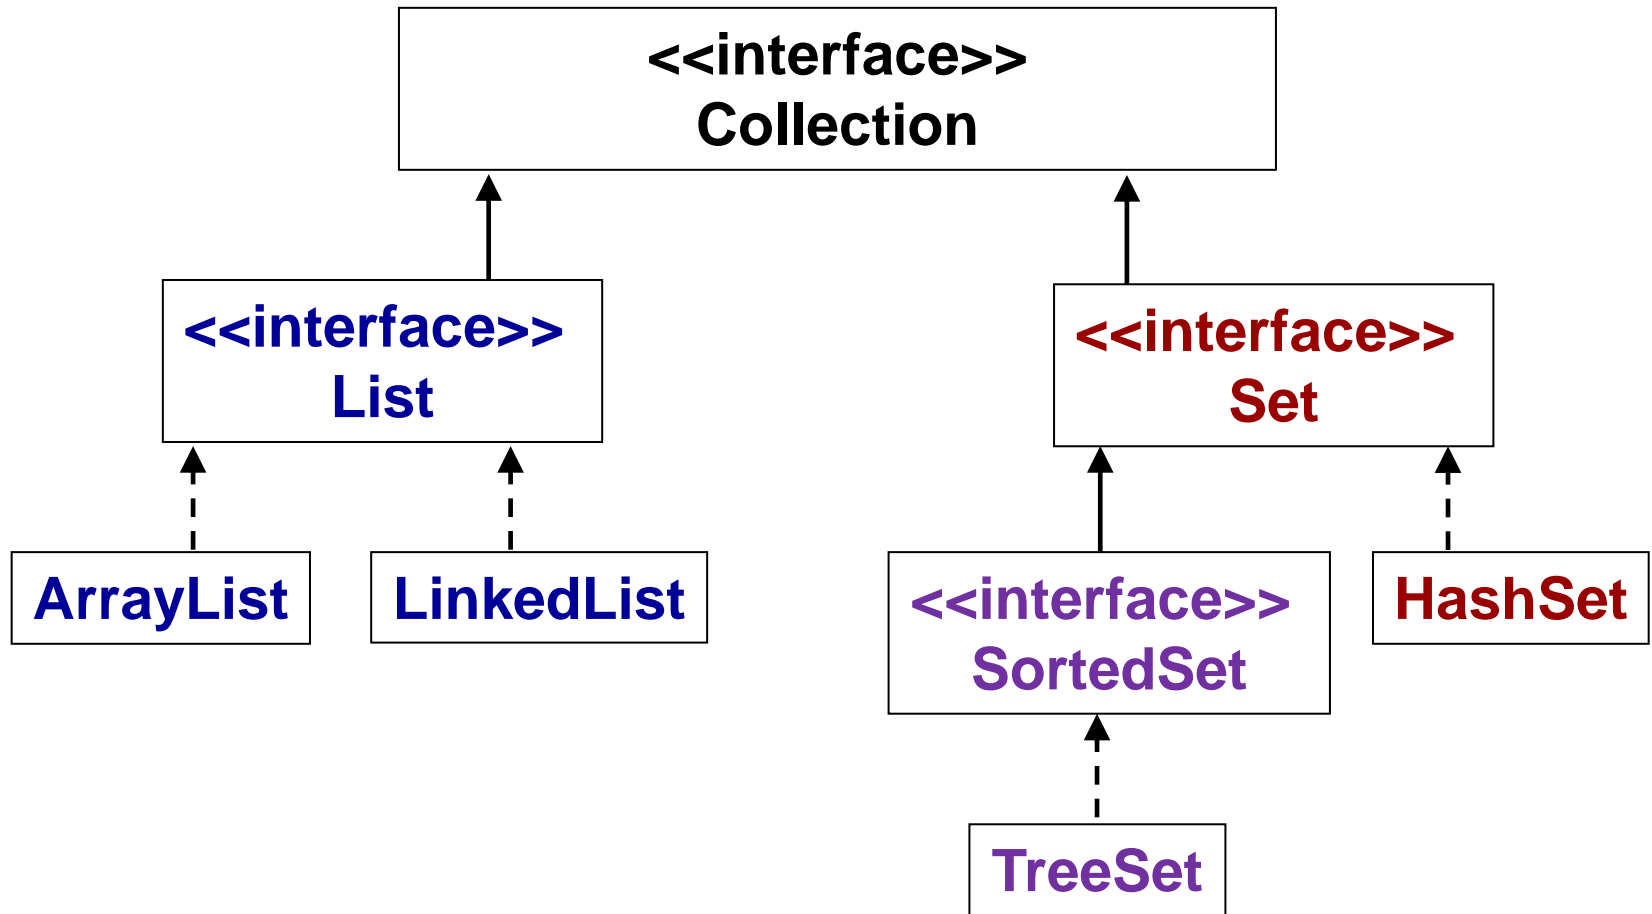 <<interface>>
Collection
<<interface>>
List
<<interface>>
Set
ArrayList
LinkedList
<<interface>>
SortedSet
HashSet
TreeSet